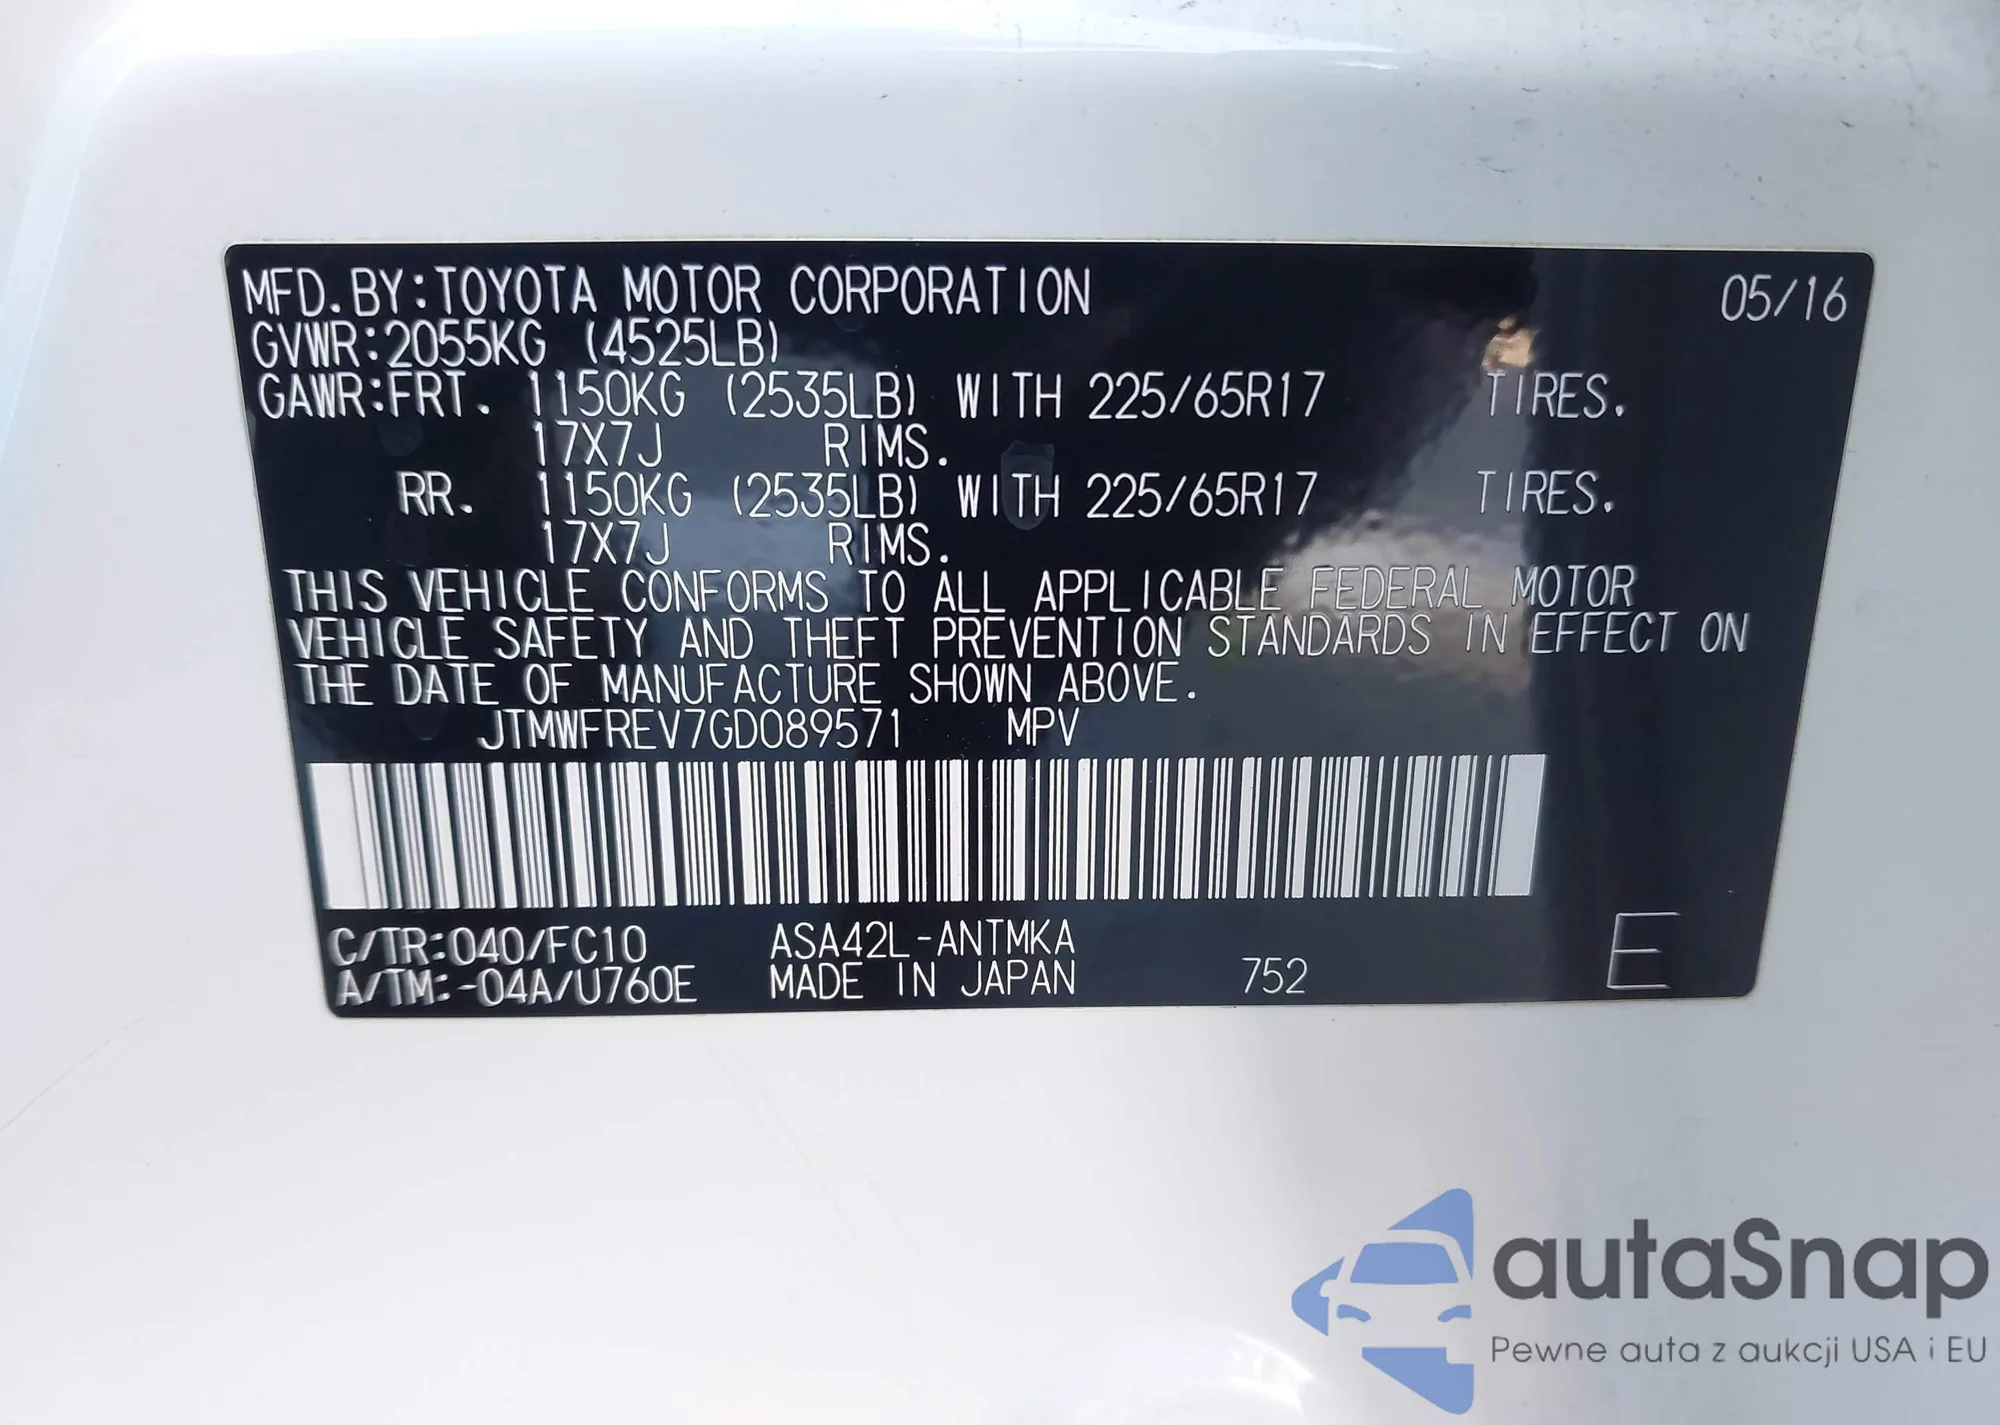 MFD.BY:TOYOTA MOTOR CORPORATION 05/16
GVWR:2055KG (4525LB)
GAWR:FRT. 1150KG (2535LB) WITH 225/65R17 TIRES.
17X7J RIMS.
RR. 1150KG (2535LB) WITH 225/65R17 TIRES.
17X7J RIMS.
THIS VEHICLE CONFORMS TO ALL APPLICABLE FEDERAL MOTOR
VEHICLE SAFETY AND THEFT PREVENTION STANDARDS IN EFFECT ON
THE DATE OF MANUFACTURE SHOWN ABOVE.
JTMWFREV7GD089571 MPV
C/TR:040/FC10 ASA42L-ANTMKA
A/TM:-04A/U760E MADE IN JAPAN 752 E
autaSnap
Pewne auta z aukcji USA i EU